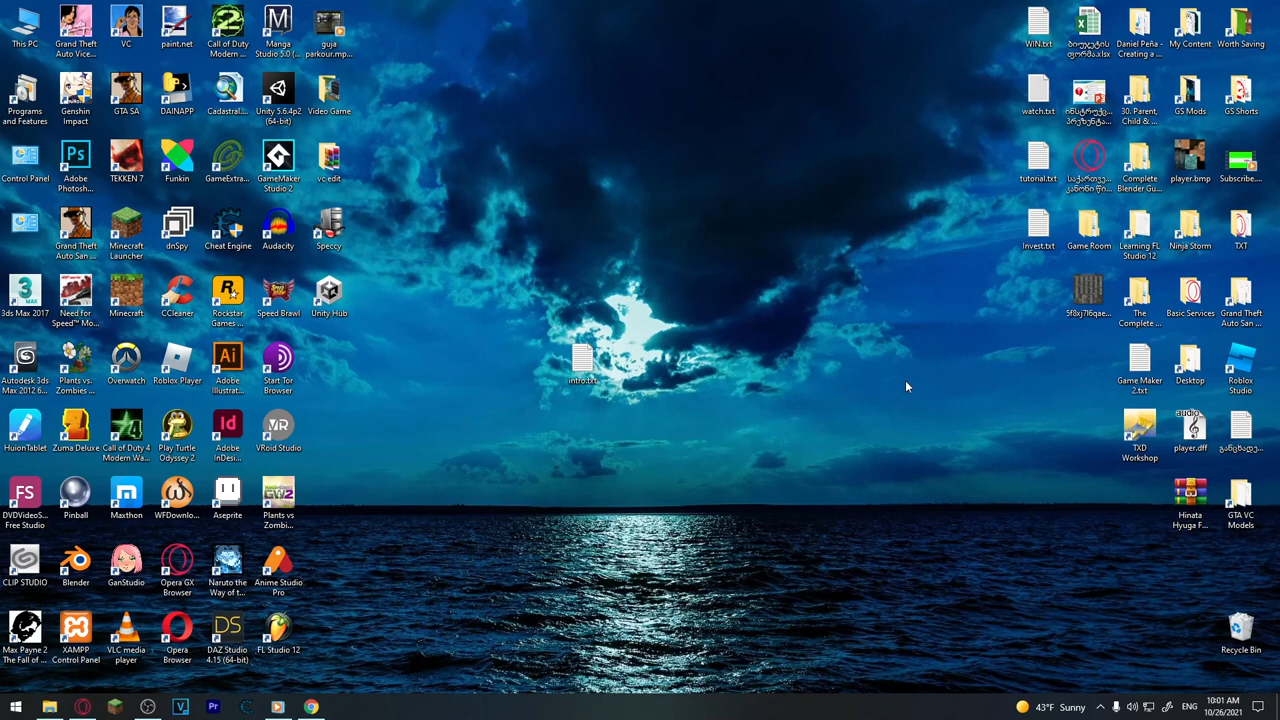 This PC
Grand Theft
Auto Vice...
VC
paint.net
Call of Duty
Modern ...
Manga
Studio 5.0 (...
guja
parkour.mp...
Programs
and Features
Genshin
Impact
GTA SA
DAINAPP
Cadastral....
Unity 5.6.4p2
(64-bit)
Video Game
Control Panel
Adobe
Photosh...
TEKKEN 7
Funkin
GameExtra...
GameMaker
Studio 2
vc edit
Grand Theft
Auto San ...
Minecraft
Launcher
dnSpy
Cheat Engine
Audacity
Speccy
3ds Max 2017
Need for
Speed™ Mo...
Minecraft
CCleaner
Rockstar
Games ...
Speed Brawl
Unity Hub
Autodesk 3ds
Max 2012 6...
Plants vs.
Zombies ...
Overwatch
Roblox Player
Adobe
Illustrat...
Start Tor
Browser
HuionTablet
Zuma Deluxe
Call of Duty 4
Modern Wa...
Play Turtle
Odyssey 2
Adobe
InDesi...
VRoid Studio
DVDVideoS...
Free Studio
Pinball
Maxthon
WFDownlo...
Aseprite
Plants vs
Zombi...
CLIP STUDIO
Blender
GanStudio
Opera GX
Browser
Naruto the
Way of t...
Anime Studio
Pro
Max Payne 2
The Fall of ...
XAMPP
Control Panel
VLC media
player
Opera
Browser
DAZ Studio
4.15 (64-bit)
FL Studio 12
intro.txt
WIN.txt
ბიუჯეტის
ფორმა.xlsx
Daniel Peña -
Creating a ...
My Content
Worth Saving
watch.txt
ინსტრუქც...
პრეზენტა...
30. Parent,
Child & ...
GS Mods
GS Shorts
tutorial.txt
საქართვე...
კანონი წი...
Complete
Blender Gu...
player.bmp
Subscribe....
Invest.txt
Game Room
Learning FL
Studio 12
Ninja Storm
TXT
The
Complete ...
Basic Services
Grand Theft
Auto San ...
Game Maker
2.txt
Desktop
Roblox
Studio
TXD
Workshop
audio
player.dff
განცხადე...
Hinata
Hyuga F...
GTA VC
Models
Recycle Bin
43°F Sunny
ENG
10:01 AM
10/26/2021